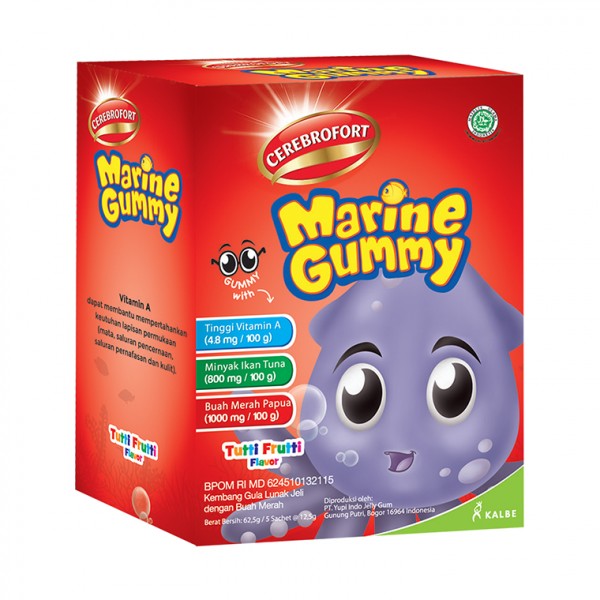 CEREBROFORT
Marine
Gummy
Vitamin A
dapat membantu mempertahankan
keutuhan lapisan permukaan
(mata, saluran pencernaan,
saluran pernafasan dan kulit).
CEREBROFORT
Marine
Gummy
GUMMY
with
Tinggi Vitamin A
(4.8 mg / 100 g)
Minyak Ikan Tuna
(800 mg / 100 g)
Buah Merah Papua
(1000 mg / 100 g)
Tutti Frutti
Flavor
BPOM RI MD 624510132115
Kembang Gula Lunak Jeli
dengan Buah Merah
Berat Bersih: 62,5g / 5 Sachet @ 12,5g
Diproduksi oleh:
PT. Yupi Indo Jelly Gum
Gunung Putri, Bogor 16964 Indonesia
KALBE
Tutti Frutti
Flavor